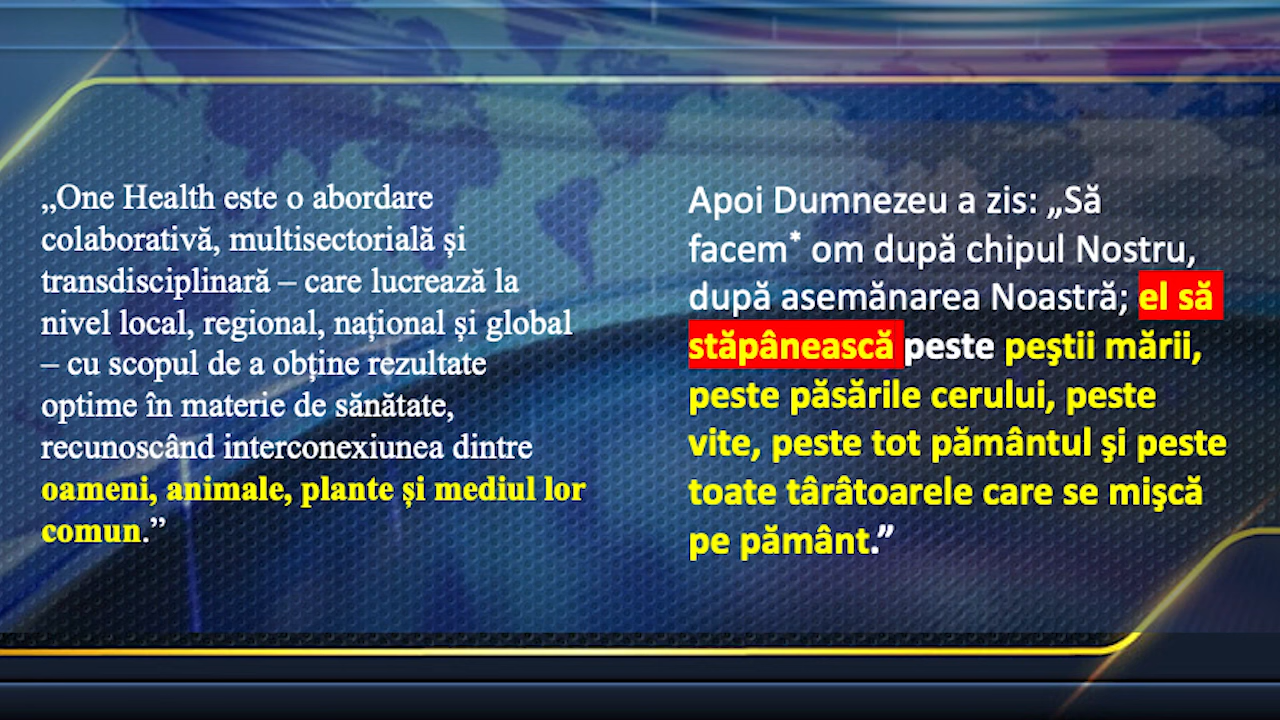 „One Health este o abordare
colaborativă, multisectorială și
transdisciplinară – care lucrează la
nivel local, regional, național și global
– cu scopul de a obține rezultate
optime în materie de sănătate,
recunoscând interconexiunea dintre
oameni, animale, plante și mediul lor
comun.”
Apoi Dumnezeu a zis: „Să
facem* om după chipul Nostru,
după asemănarea Noastră; el să
stăpânească peste peştii mării,
peste păsările cerului, peste
vite, peste tot pământul şi peste
toate târâtoarele care se mişcă
pe pământ.”